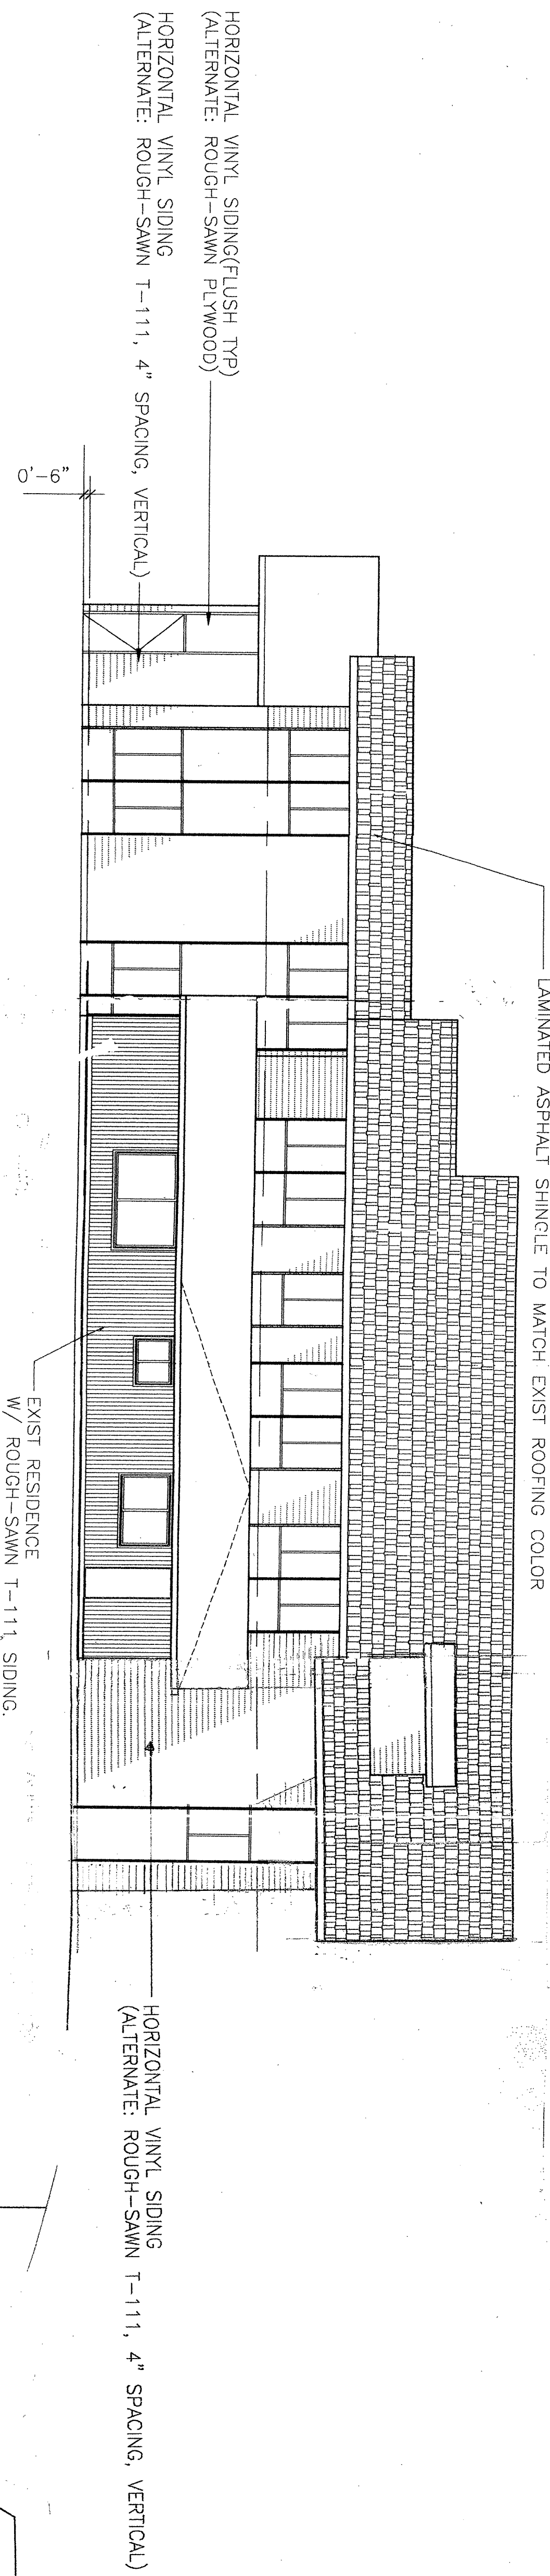 LAMINATED ASPHALT SHINGLE TO MATCH EXIST ROOFING COLOR
HORIZONTAL VINYL SIDING(FLUSH TYP)
(ALTERNATE: ROUGH-SAWN PLYWOOD)
HORIZONTAL VINYL SIDING
(ALTERNATE: ROUGH-SAWN T-111, 4" SPACING, VERTICAL)
0'-6"
HORIZONTAL VINYL SIDING
(ALTERNATE: ROUGH-SAWN T-111, 4" SPACING, VERTICAL)
EXIST RESIDENCE
W/ ROUGH-SAWN T-111, SIDING.